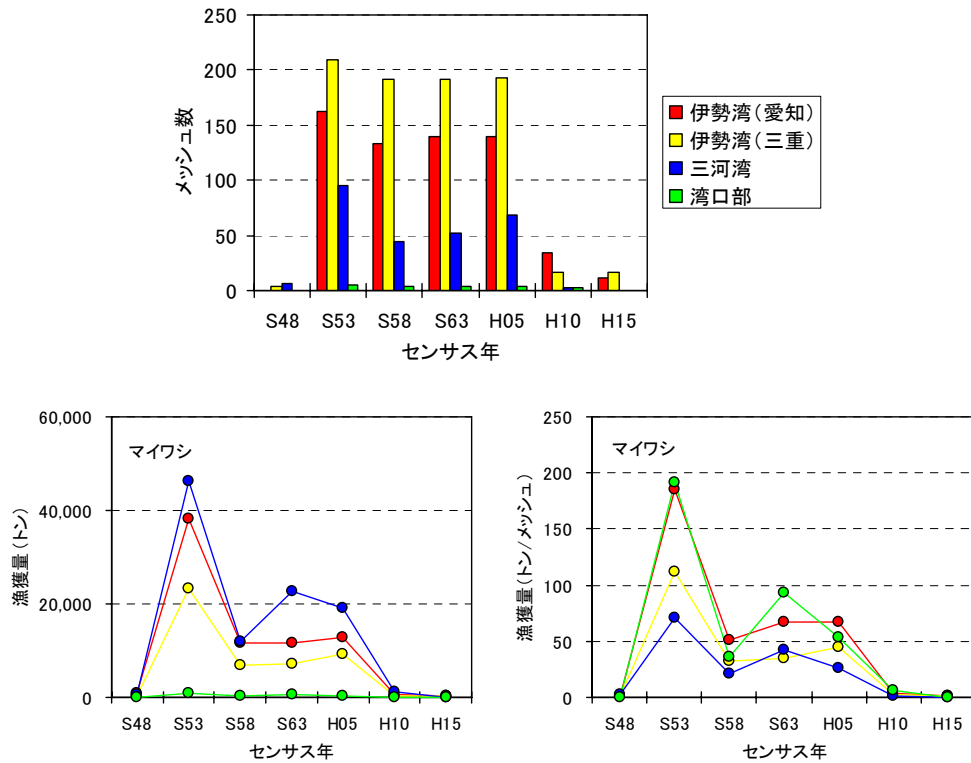 250
200
150
100
50
0
メッシュ数
S48 S53 S58 S63 H05 H10 H15
センサス年
伊勢湾(愛知)
伊勢湾(三重)
三河湾
湾口部
60,000
40,000
20,000
0
漁獲量(トン)
マイワシ
S48 S53 S58 S63 H05 H10 H15
センサス年
250
200
150
100
50
0
漁獲量(トン/メッシュ)
マイワシ
S48 S53 S58 S63 H05 H10 H15
センサス年